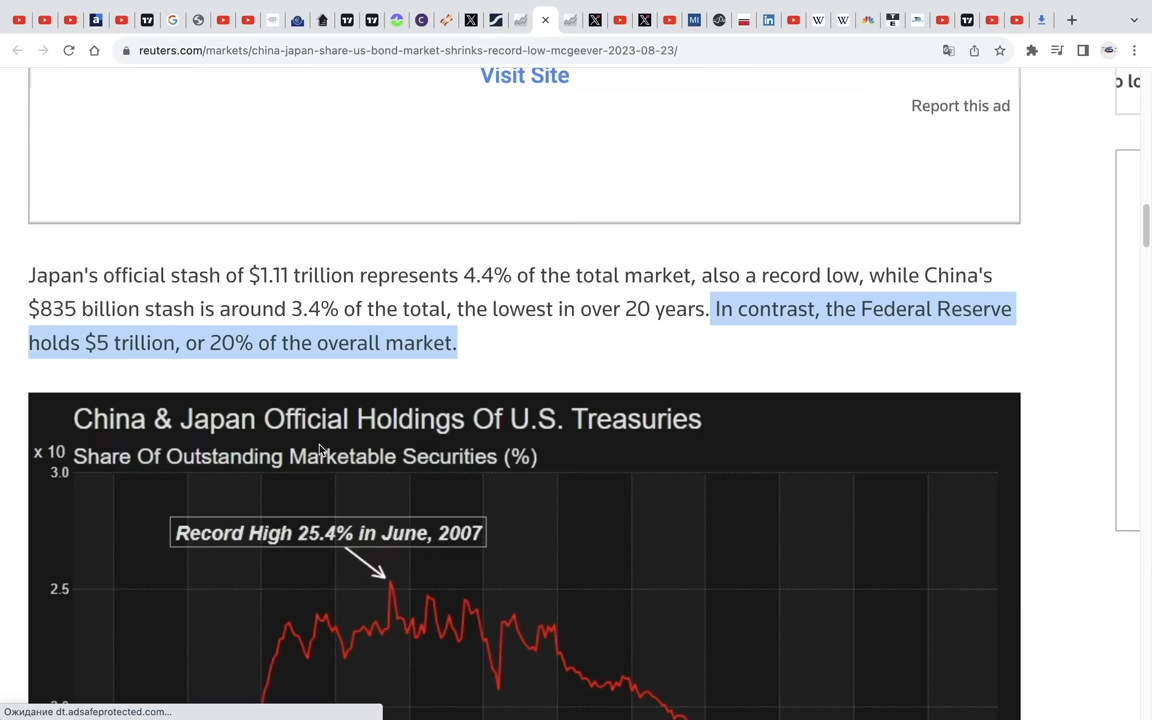 reuters.com/markets/china-japan-share-us-bond-market-shrinks-record-low-mcgeever-2023-08-23/
Visit Site
Report this ad
Japan's official stash of $1.11 trillion represents 4.4% of the total market, also a record low, while China's
$835 billion stash is around 3.4% of the total, the lowest in over 20 years. In contrast, the Federal Reserve
holds $5 trillion, or 20% of the overall market.
China & Japan Official Holdings Of U.S. Treasuries
x 10
Share Of Outstanding Marketable Securities (%)
3.0
Record High 25.4% in June, 2007
2.5
Ожидание dt.adsafeprotected.com...